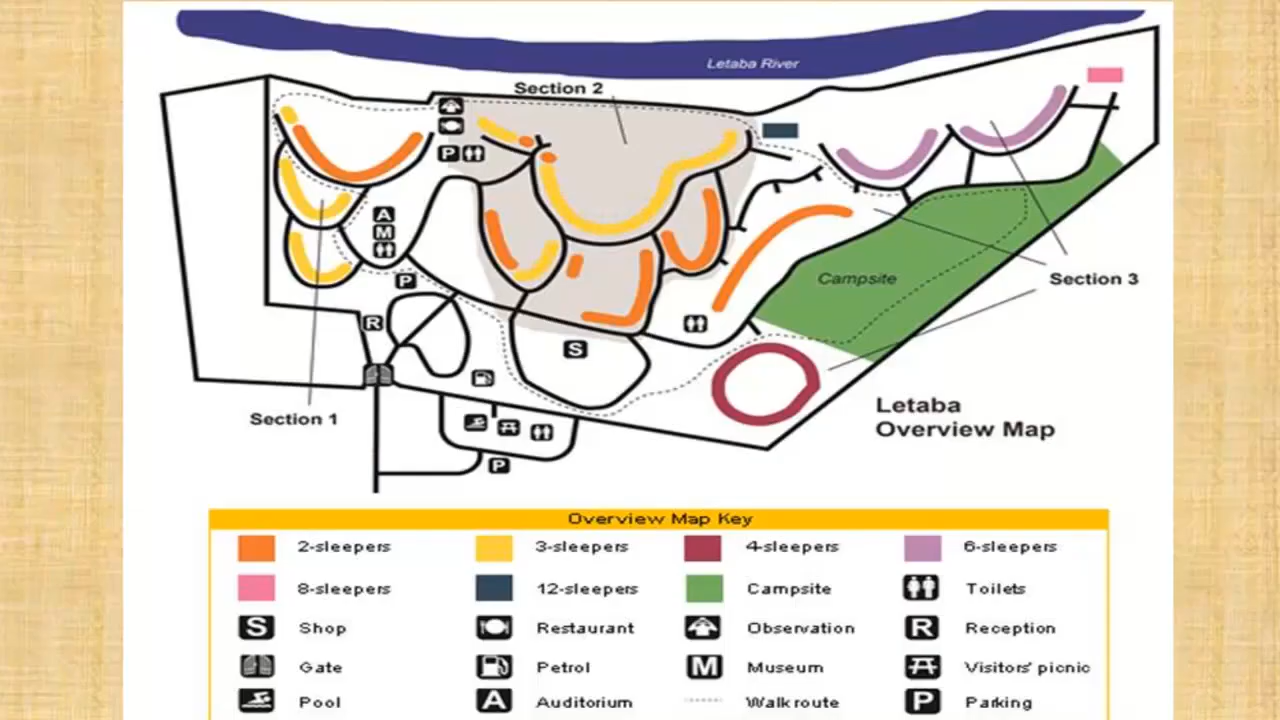 Letaba River
Section 2
P
A
M
P
Campsite
Section 3
R
S
Section 1
Letaba
Overview Map
P
Overview Map Key
2-sleepers 3-sleepers 4-sleepers 6-sleepers
8-sleepers 12-sleepers Campsite Toilets
S Shop Restaurant Observation R Reception
Gate Petrol M Museum Visitors' picnic
Pool A Auditorium Walk route P Parking